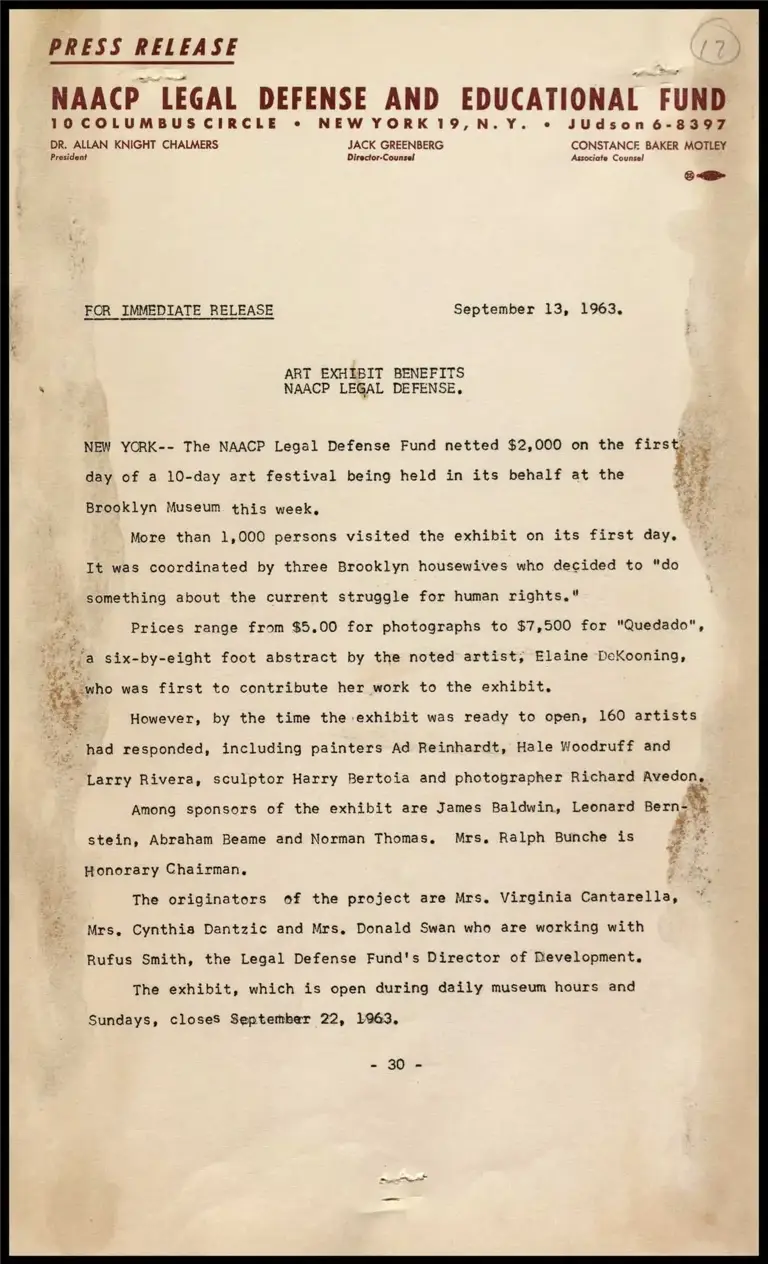 17
PRESS RELEASE
NAACP LEGAL DEFENSE AND EDUCATIONAL FUND
10 COLUMBUS CIRCLE • NEW YORK 19, N. Y. • JUdson 6-8397
DR. ALLAN KNIGHT CHALMERS JACK GREENBERG CONSTANCE BAKER MOTLEY
President Director-Counsel Associate Counsel
FOR IMMEDIATE RELEASE September 13, 1963.
ART EXHIBIT BENEFITS
NAACP LEGAL DEFENSE.
NEW YORK-- The NAACP Legal Defense Fund netted $2,000 on the first
day of a 10-day art festival being held in its behalf at the
Brooklyn Museum this week.
More than 1,000 persons visited the exhibit on its first day.
It was coordinated by three Brooklyn housewives who decided to "do
something about the current struggle for human rights."
Prices range from $5.00 for photographs to $7,500 for "Quedado",
a six-by-eight foot abstract by the noted artist, Elaine DeKooning,
who was first to contribute her work to the exhibit.
However, by the time the exhibit was ready to open, 160 artists
had responded, including painters Ad Reinhardt, Hale Woodruff and
Larry Rivera, sculptor Harry Bertoia and photographer Richard Avedon.
Among sponsors of the exhibit are James Baldwin, Leonard Bern-
stein, Abraham Beame and Norman Thomas. Mrs. Ralph Bunche is
Honorary Chairman.
The originators of the project are Mrs. Virginia Cantarella,
Mrs. Cynthia Dantzic and Mrs. Donald Swan who are working with
Rufus Smith, the Legal Defense Fund's Director of Development.
The exhibit, which is open during daily museum hours and
Sundays, closes September 22, 1963.
- 30 -